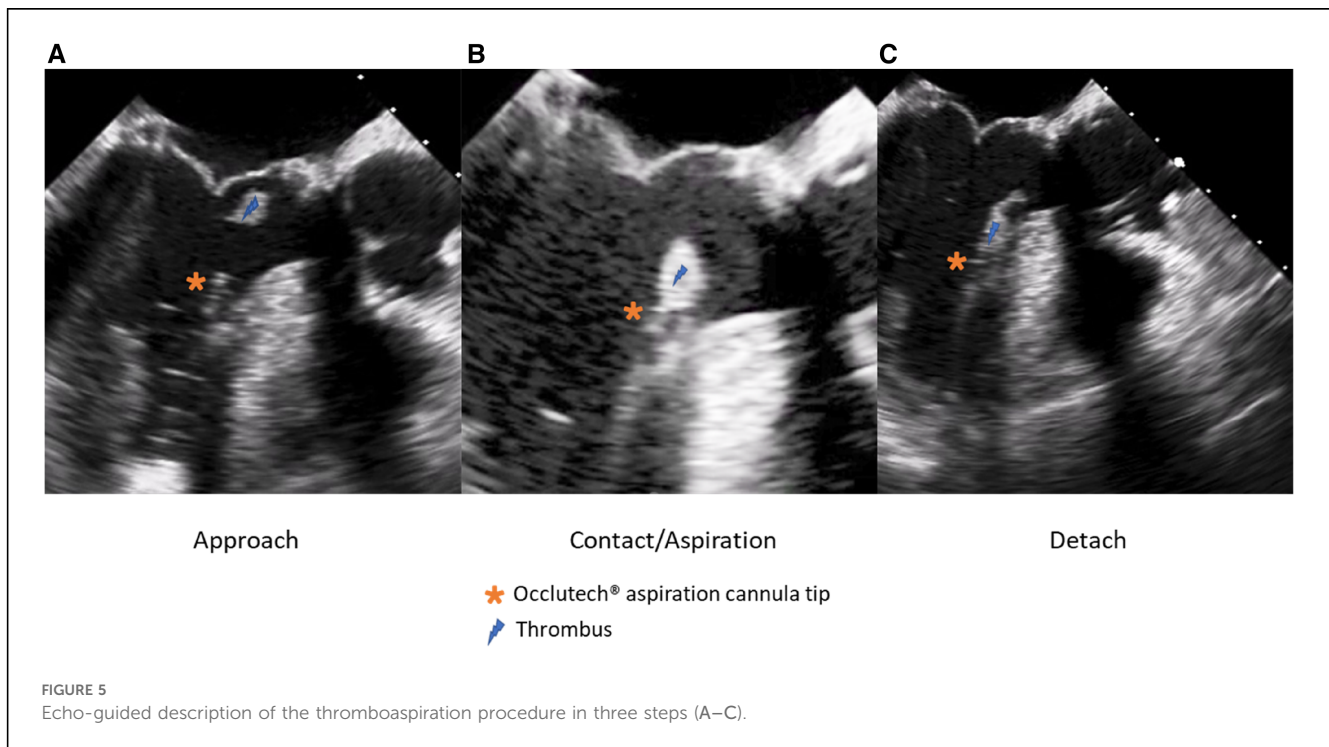 A
B
C
Approach
Contact/Aspiration
Detach
Occlutech® aspiration cannula tip
Thrombus
FIGURE 5
Echo-guided description of the thromboaspiration procedure in three steps (A–C).